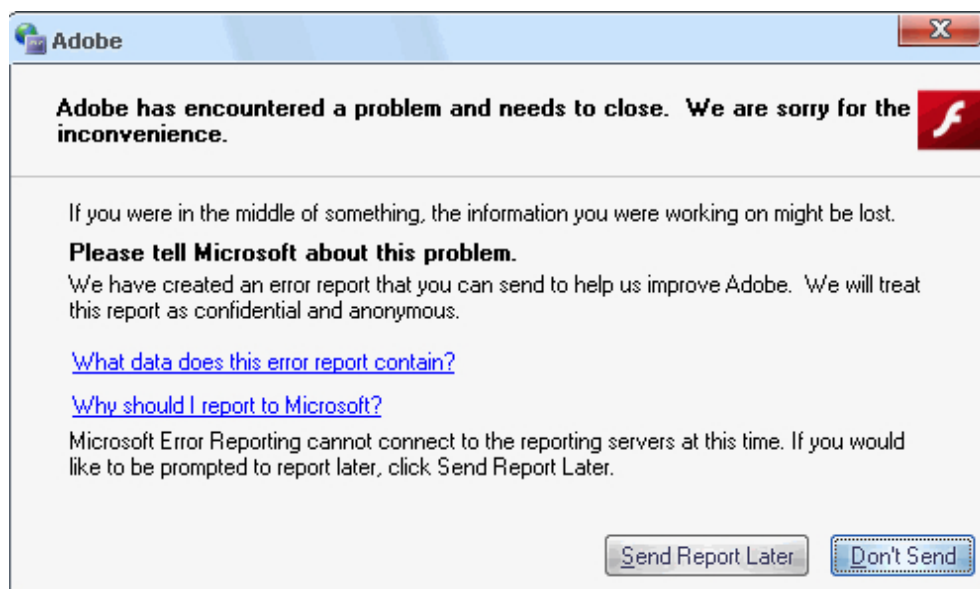 Adobe
Adobe has encountered a problem and needs to close.  We are sorry for the
inconvenience.
If you were in the middle of something, the information you were working on might be lost.
Please tell Microsoft about this problem.
We have created an error report that you can send to help us improve Adobe.  We will treat
this report as confidential and anonymous.
What data does this error report contain?
Why should I report to Microsoft?
Microsoft Error Reporting cannot connect to the reporting servers at this time. If you would
like to be prompted to report later, click Send Report Later.
Send Report Later
Don't Send